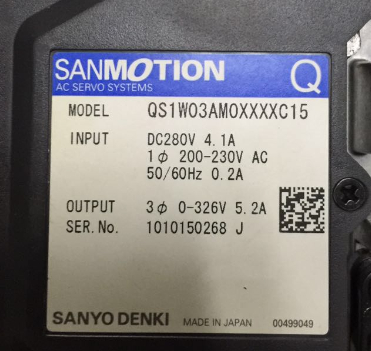 SANMOTION Q
AC SERVO SYSTEMS
MODEL QS1W03AM0XXXXC15
INPUT DC280V 4.1A
1ϕ 200-230V AC
50/60Hz 0.2A
OUTPUT 3ϕ 0-326V 5.2A
SER.No. 1010150268 J
SANYO DENKI MADE IN JAPAN 00499049